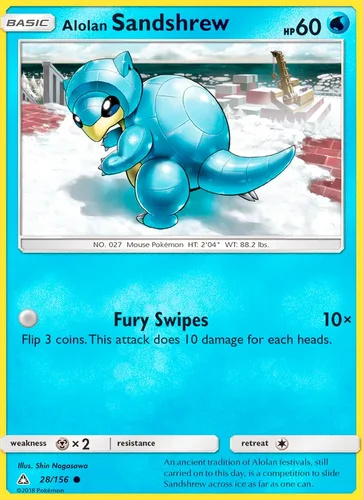 BASIC Alolan Sandshrew HP 60
NO. 027 Mouse Pokémon HT: 2'04" WT: 88.2 lbs.
Fury Swipes 10×
Flip 3 coins. This attack does 10 damage for each heads.
weakness × 2 resistance retreat
Illus. Shin Nagasawa
28/156
©2018 Pokémon
An ancient tradition of Alolan festivals, still
carried on to this day, is a competition to slide
Sandshrew across ice as far as one can.